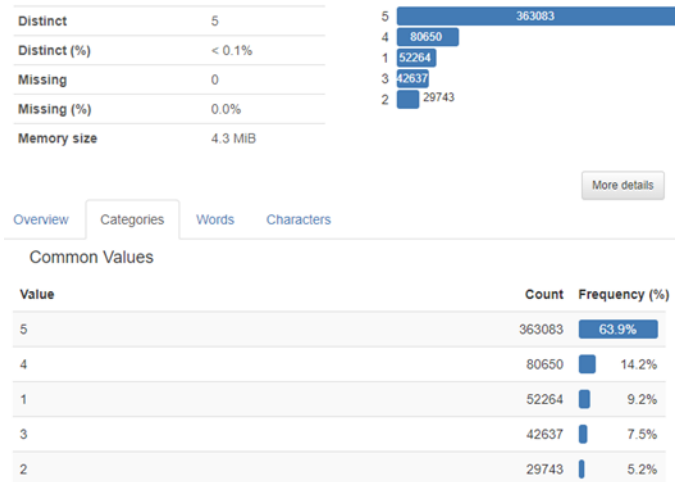 Distinct 5
Distinct (%) < 0.1%
Missing 0
Missing (%) 0.0%
Memory size 4.3 MiB
5 363083
4 80650
1 52264
3 42637
2 29743
More details
Overview Categories Words Characters
Common Values
Value Count Frequency (%)
5 363083 63.9%
4 80650 14.2%
1 52264 9.2%
3 42637 7.5%
2 29743 5.2%